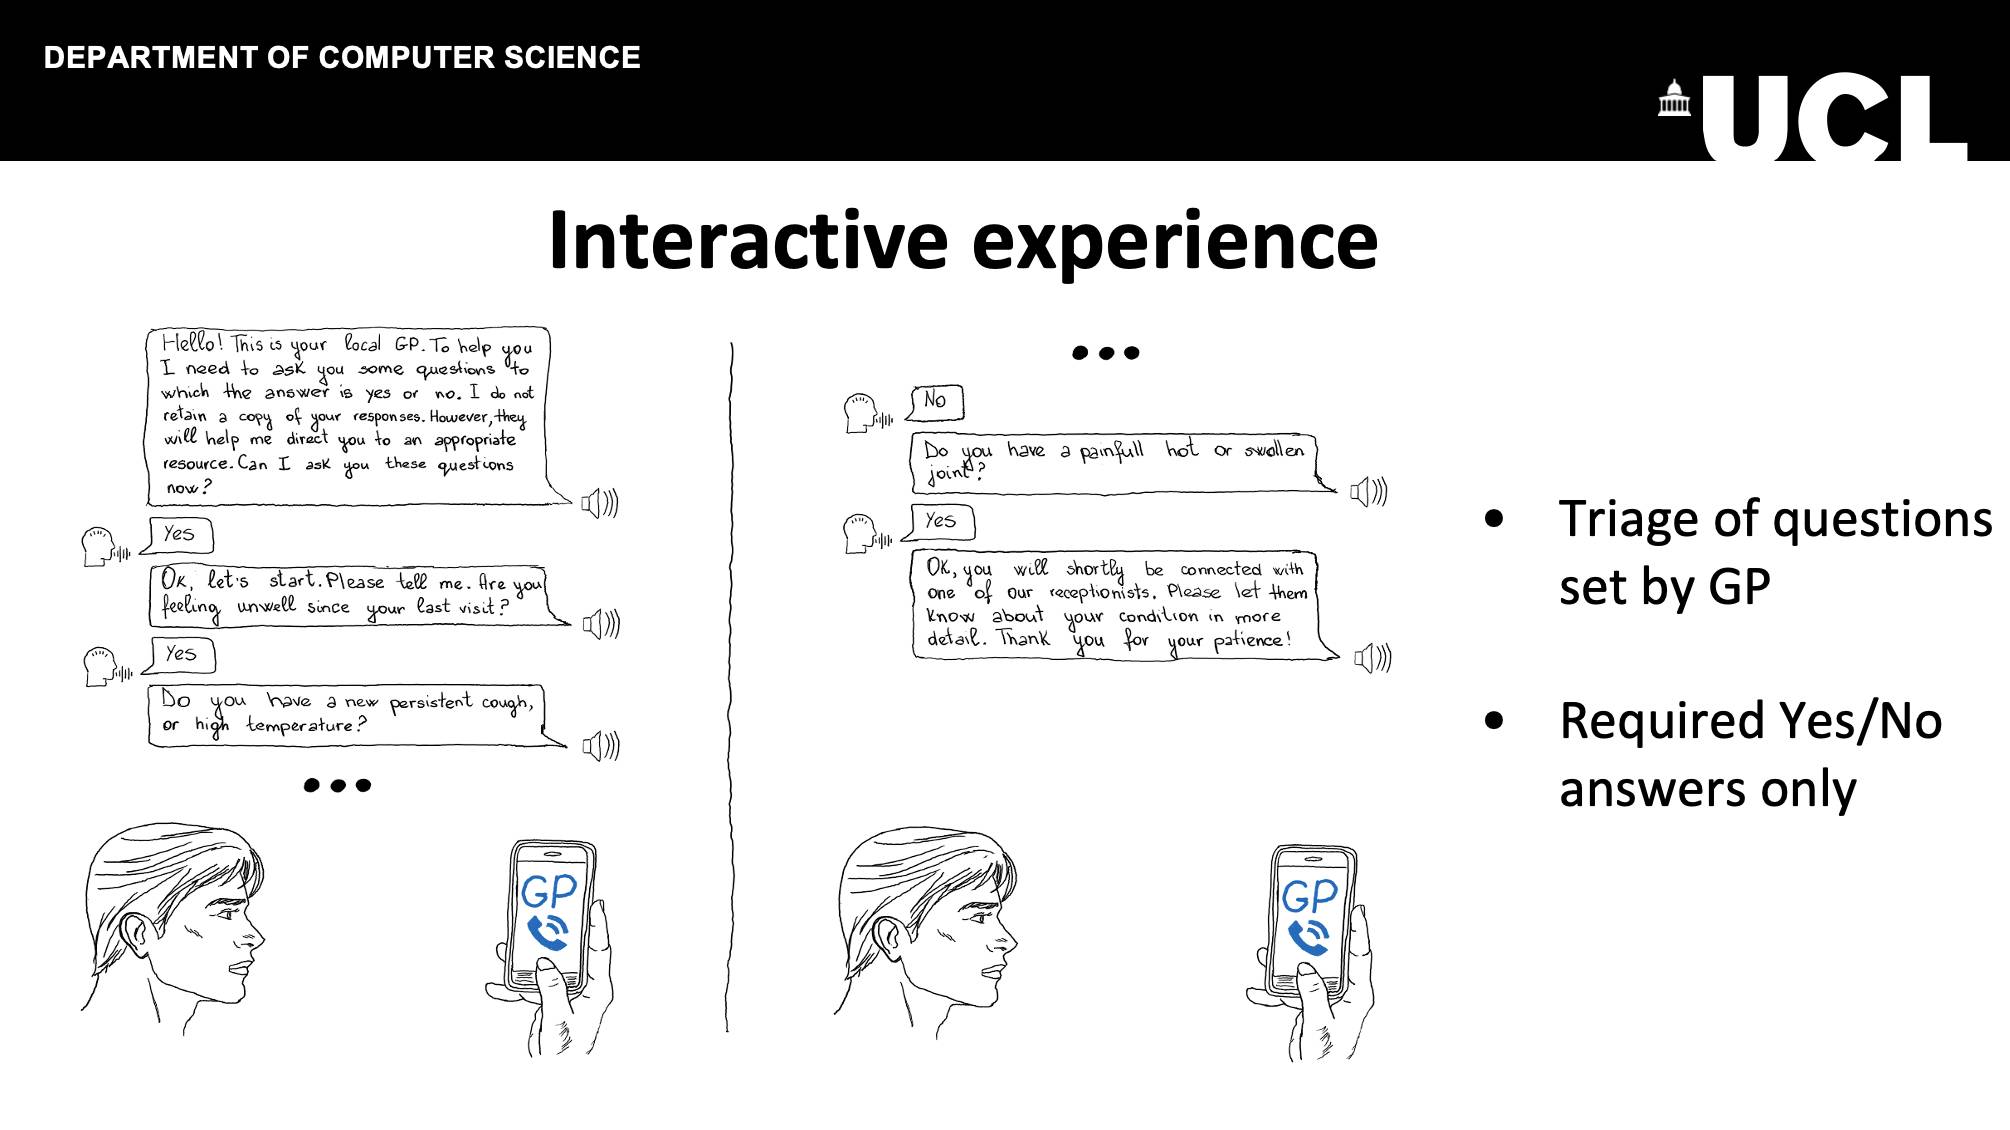 DEPARTMENT OF COMPUTER SCIENCE
UCL
Interactive experience
Hello! This is your local GP. To help you
I need to ask you some questions to
which the answer is yes or no. I do not
retain a copy of your responses. However, they
will help me direct you to an appropriate
resource. Can I ask you these questions
now?
Yes
Ok, let's start. Please tell me. Are you
feeling unwell since your last visit?
Yes
Do you have a new persistent cough,
or high temperature?
...
GP
...
No
Do you have a painfull hot or swollen
joint?
Yes
OK, you will shortly be connected with
one of our receptionists. Please let them
know about your condition in more
detail. Thank you for your patience!
GP
• Triage of questions
set by GP
• Required Yes/No
answers only